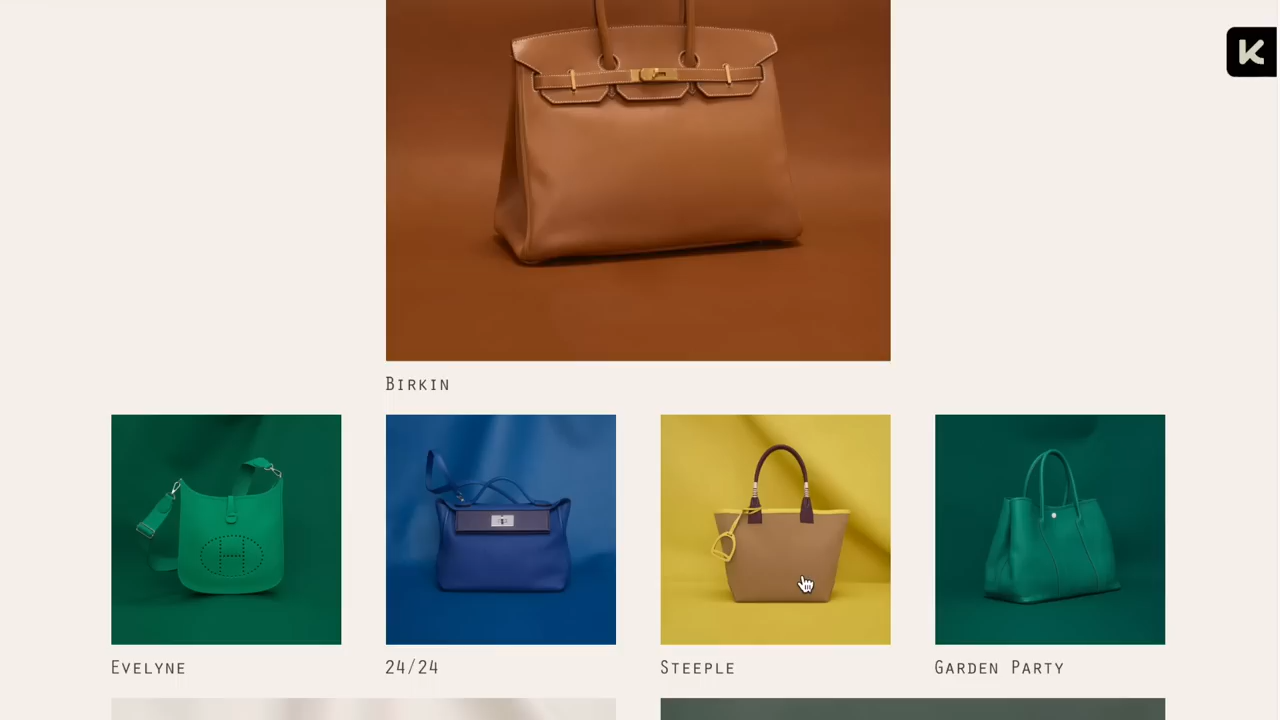 K
BIRKIN
EVELYNE
24/24
STEEPLE
GARDEN PARTY
H